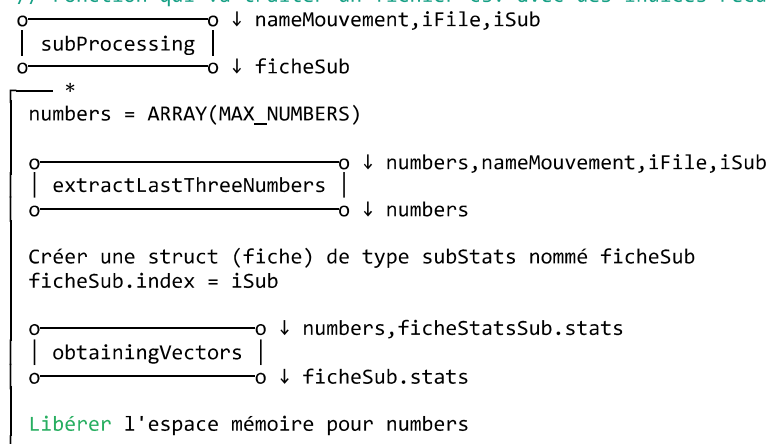 // Fonction qui va traiter un fichier CSV avec des indices
↓ nameMouvement,iFile,iSub
subProcessing
↓ ficheSub
*
numbers = ARRAY(MAX_NUMBERS)
↓ numbers,nameMouvement,iFile,iSub
extractLastThreeNumbers
↓ numbers
Créer une struct (fiche) de type subStats nommé ficheSub
ficheSub.index = iSub
↓ numbers,ficheStatsSub.stats
obtainingVectors
↓ ficheSub.stats
Libérer l'espace mémoire pour numbers